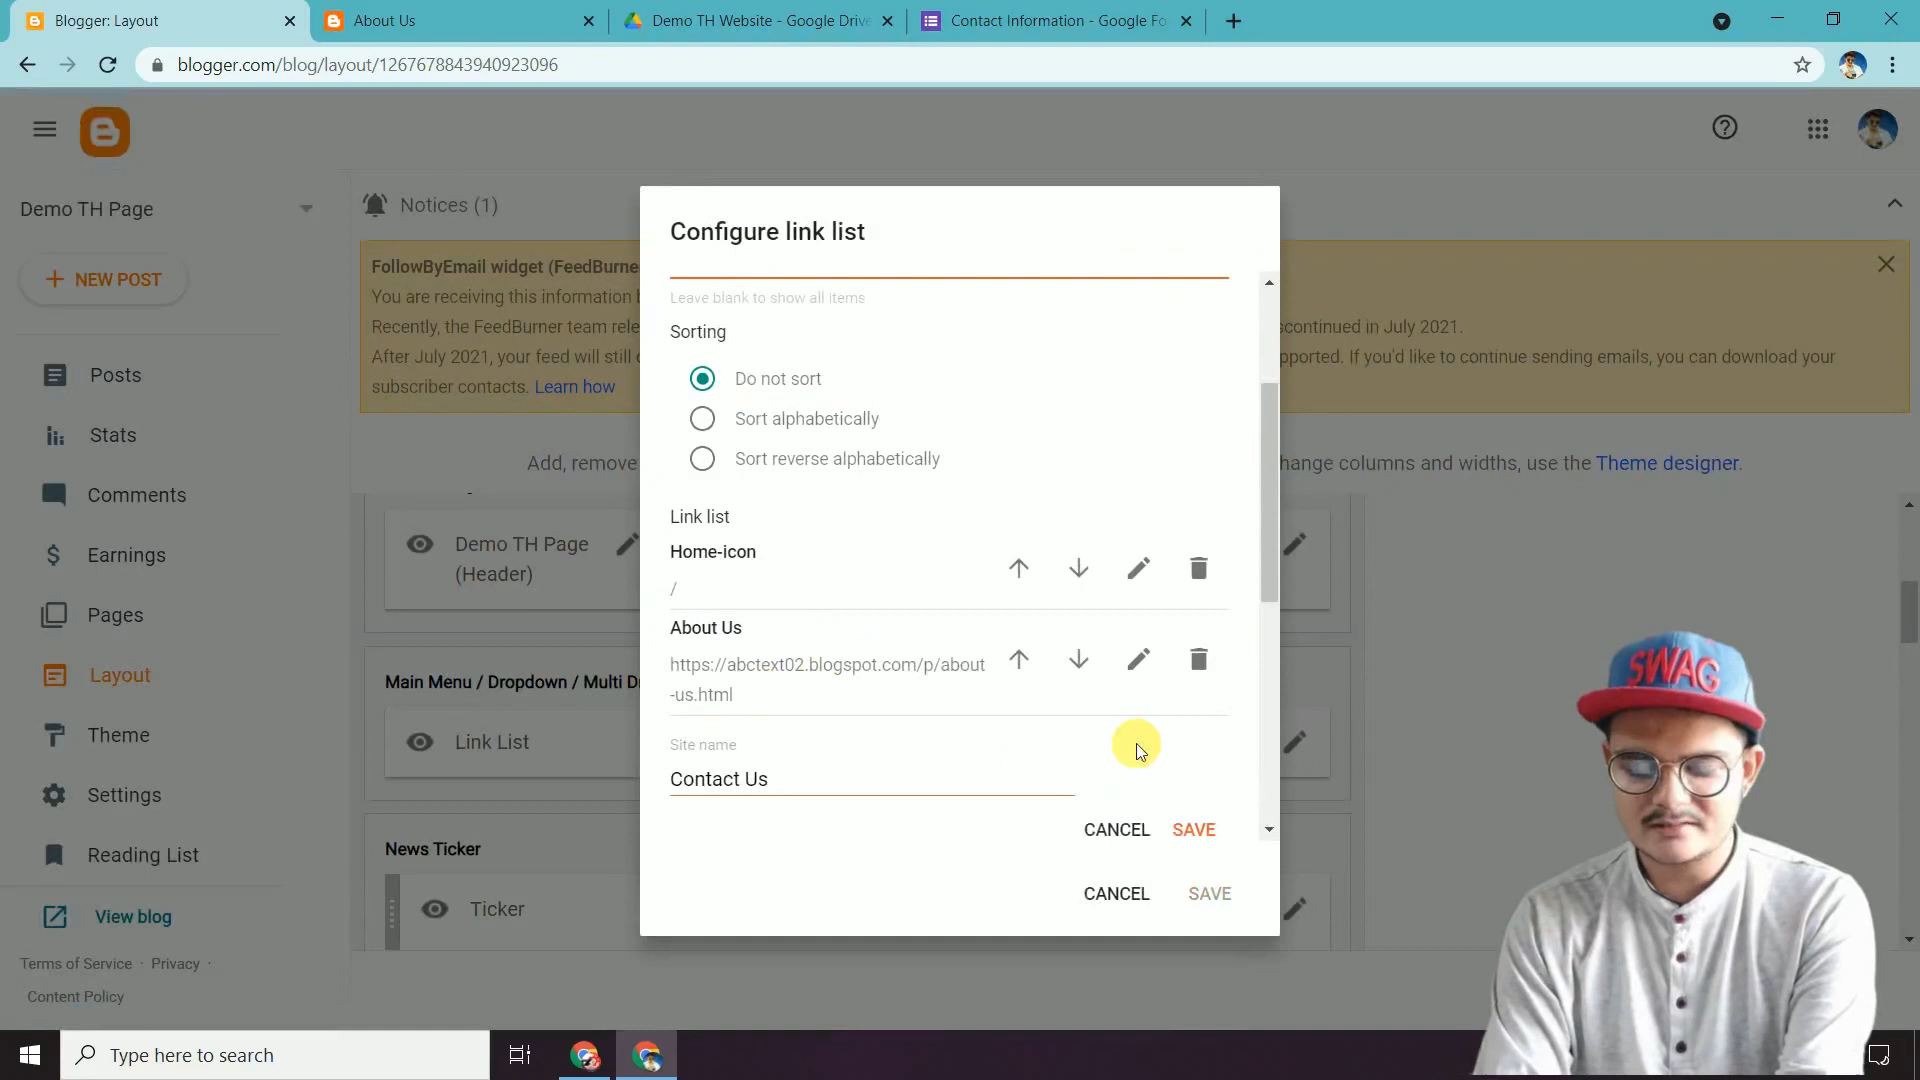 Blogger: Layout
About Us
Demo TH Website - Google Drive
Contact Information - Google Fo
blogger.com/blog/layout/1267678843940923096
Demo TH Page
Notices (1)
NEW POST
FollowByEmail widget (FeedBurne
You are receiving this information b
Recently, the FeedBurner team rele
scontinued in July 2021.
After July 2021, your feed will still
pported. If you'd like to continue sending emails, you can download your
subscriber contacts. Learn how
Add, remove
hange columns and widths, use the Theme designer.
Posts
Stats
Comments
Earnings
Pages
Layout
Theme
Settings
Reading List
View blog
Terms of Service · Privacy ·
Content Policy
Demo TH Page
(Header)
Main Menu / Dropdown / Multi D
Link List
News Ticker
Ticker
Configure link list
Leave blank to show all items
Sorting
Do not sort
Sort alphabetically
Sort reverse alphabetically
Link list
Home-icon
/
About Us
https://abctext02.blogspot.com/p/about
-us.html
Site name
Contact Us
CANCEL SAVE
CANCEL SAVE
SWAG
Type here to search